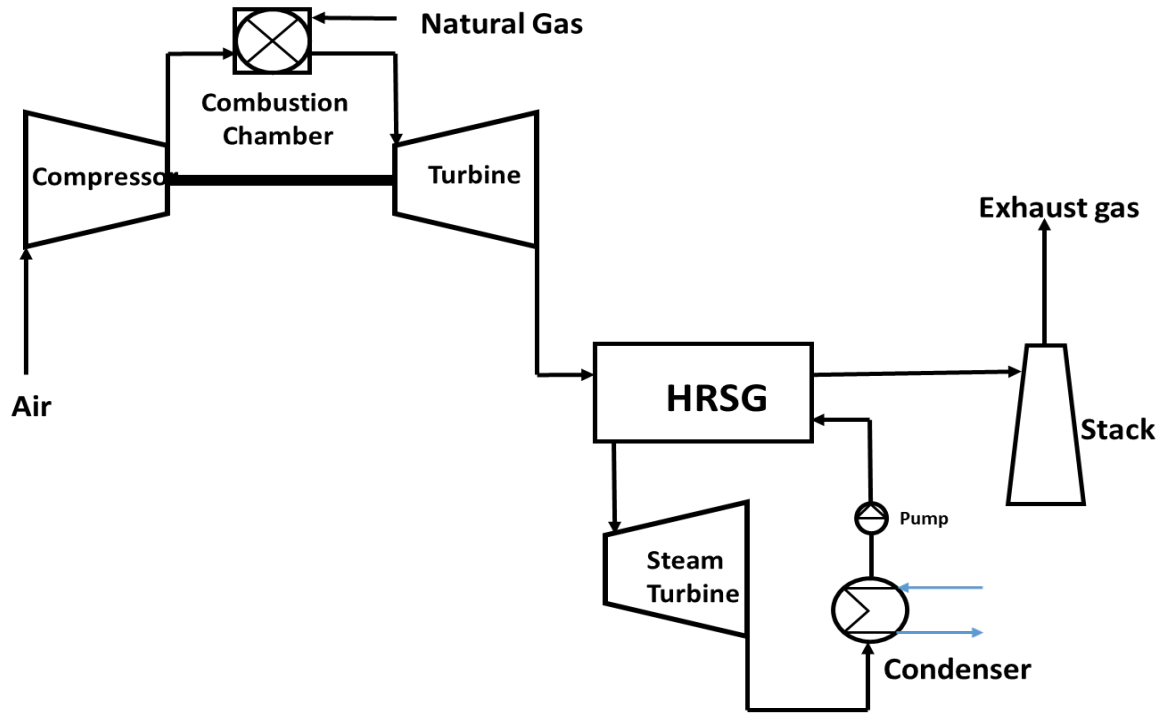 Natural Gas
Combustion
Chamber
Compressor
Turbine
Exhaust gas
Air
HRSG
Stack
Pump
Steam
Turbine
Condenser